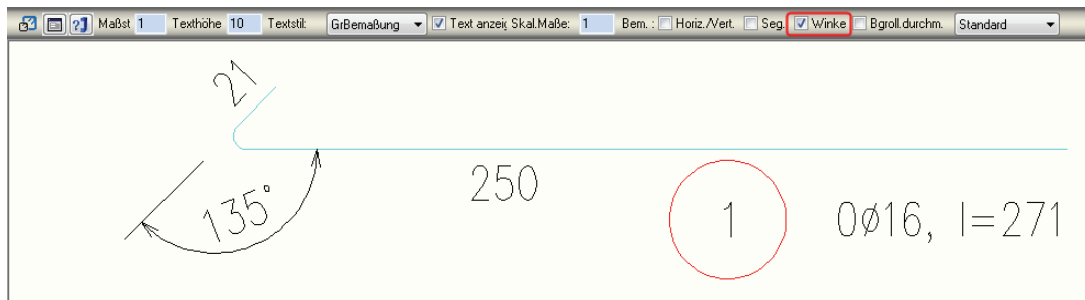 Maßst 1 Texthöhe 10 Textstil: GrBemaßung Text anzeig Skal.Maße: 1 Bem. : Horiz./Vert. Seg. Winke Bgroll.durchm. Standard
21
135°
250
1
0ø16, l=271